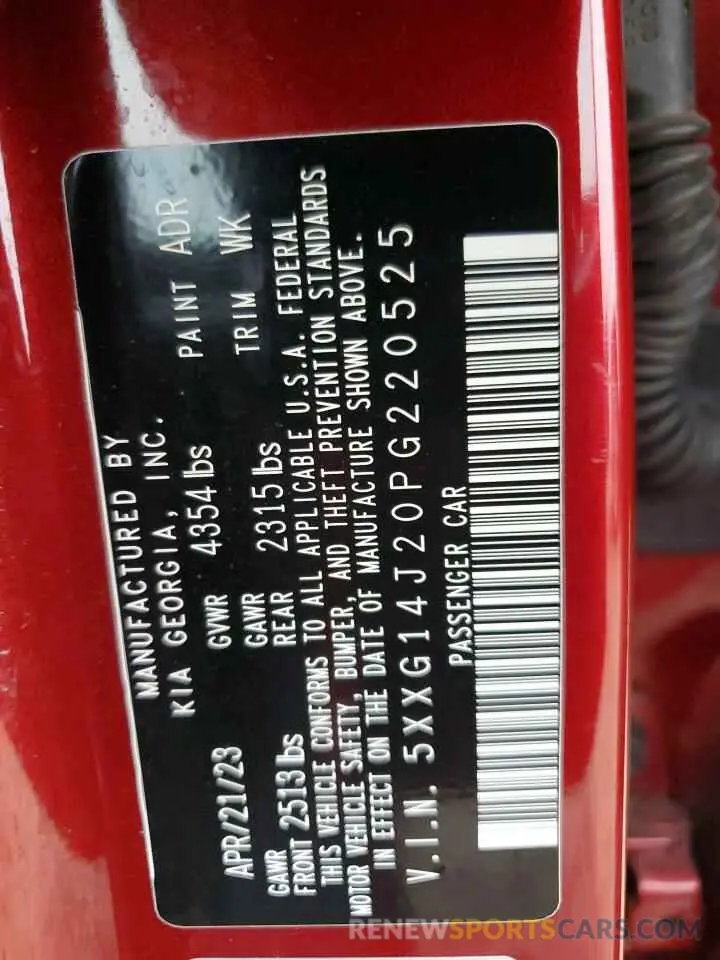 MANUFACTURED BY
KIA GEORGIA, INC.
APR/21/23 GVWR 4354 lbs PAINT ADR
GAWR GAWR
FRONT 2513 lbs REAR 2315 lbs TRIM WK
THIS VEHICLE CONFORMS TO ALL APPLICABLE U.S.A. FEDERAL
MOTOR VEHICLE SAFETY, BUMPER, AND THEFT PREVENTION STANDARDS
IN EFFECT ON THE DATE OF MANUFACTURE SHOWN ABOVE.
V.I.N. 5XXG14J20PG220525
PASSENGER CAR
RENEWSPORTSCARS.COM